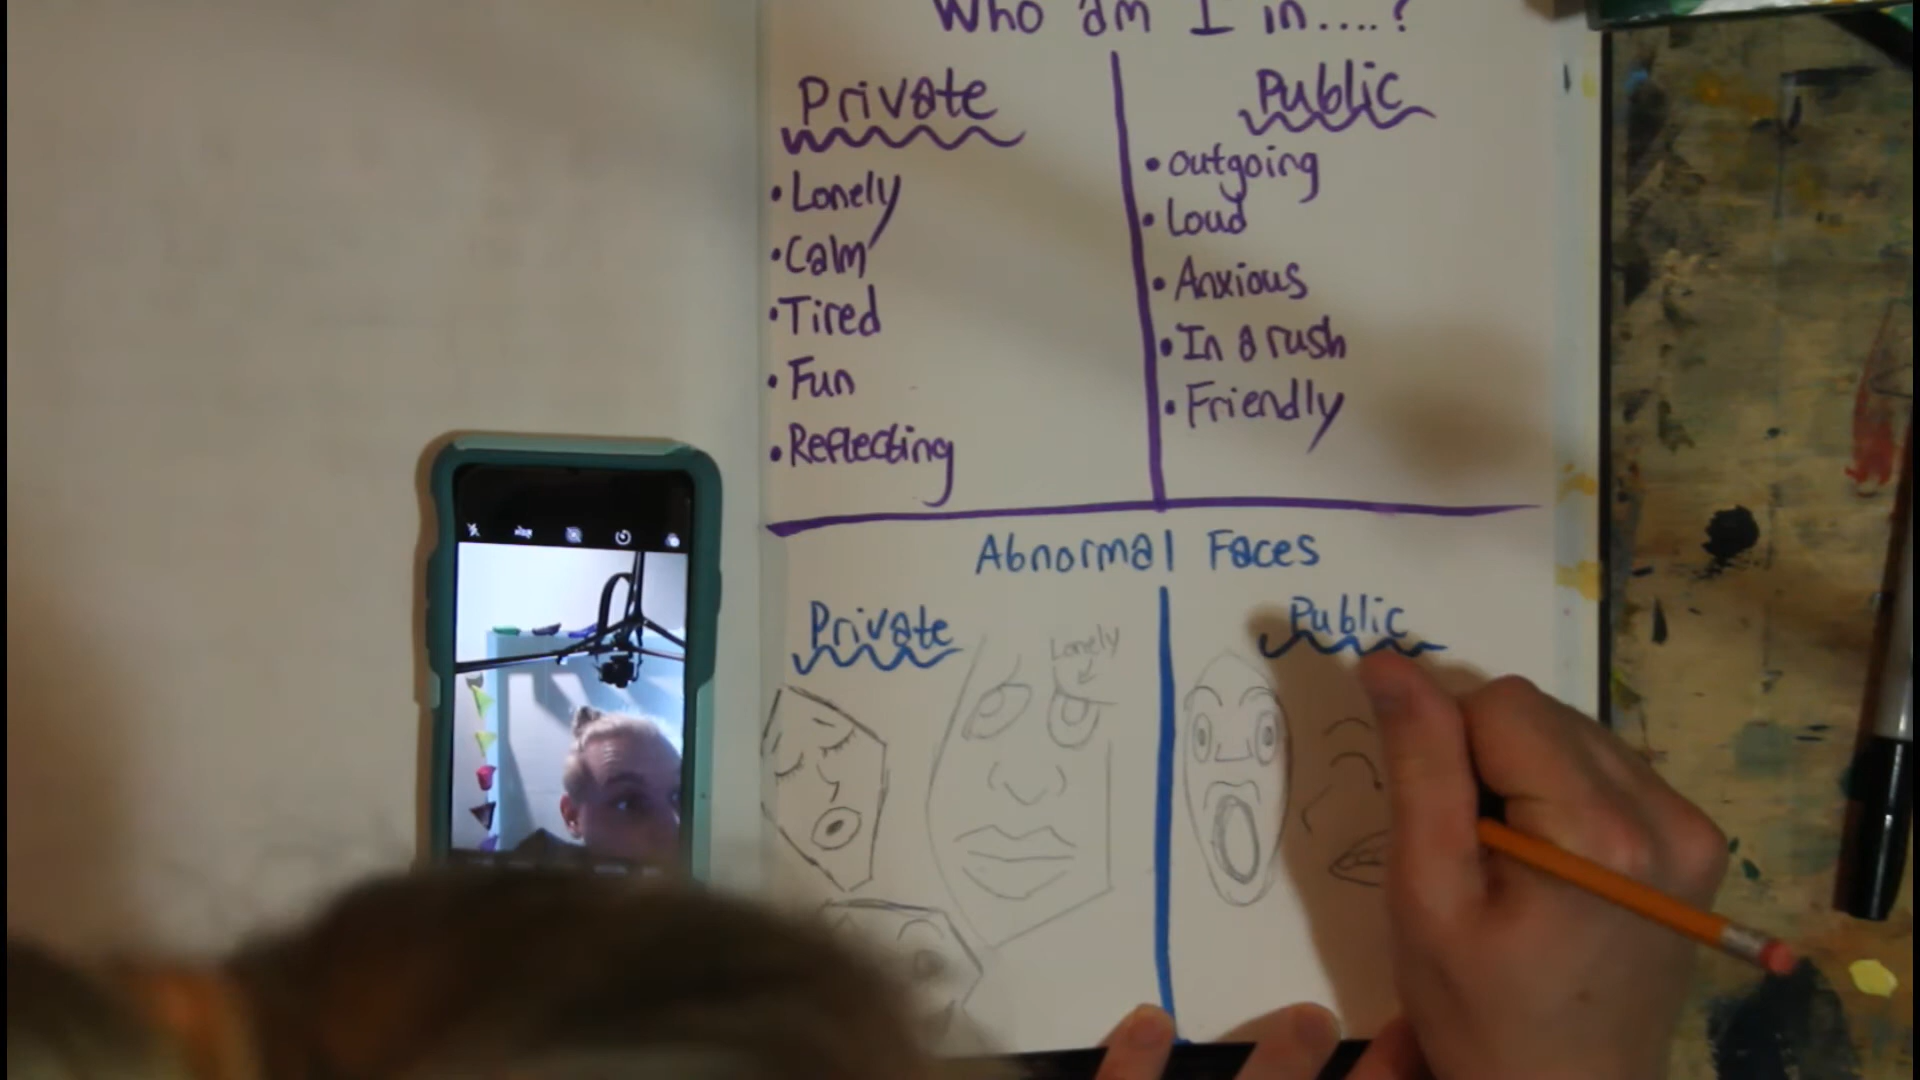 Who am I in....?
Private
• Lonely
• Calm
• Tired
• Fun
• Reflecting
Public
• outgoing
• Loud
• Anxious
• In a rush
• Friendly
Abnormal Faces
Private
Lonely
Public